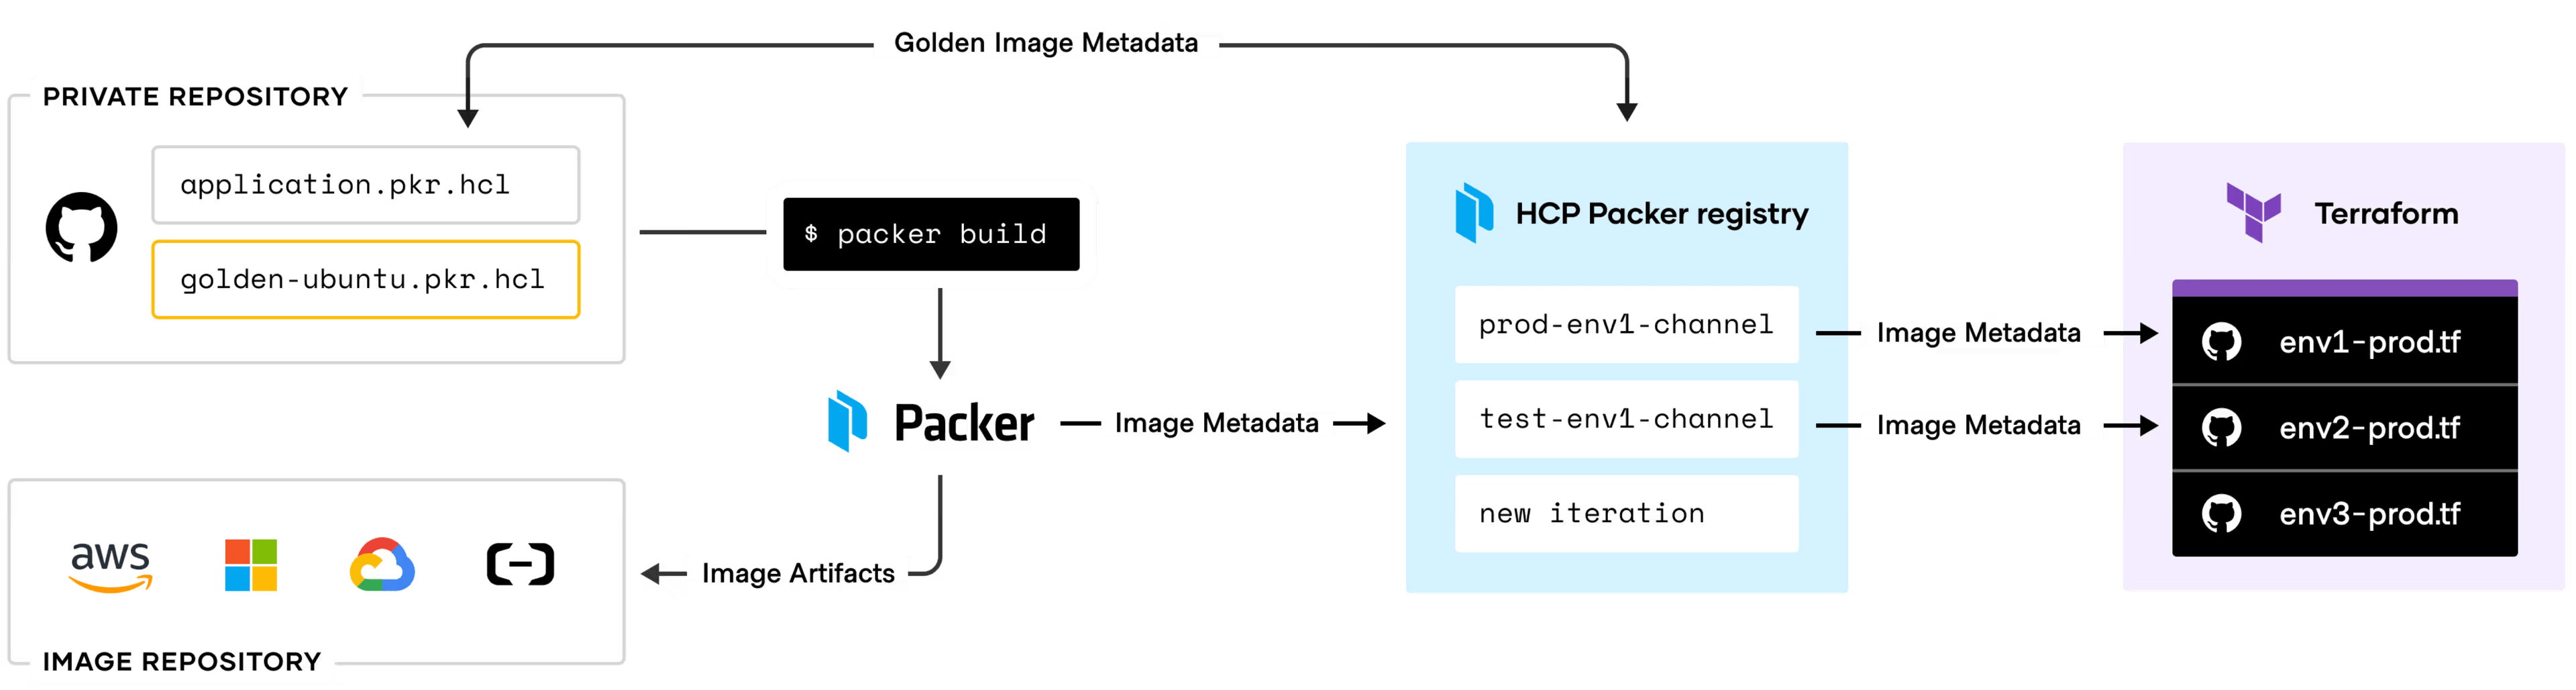 Golden Image Metadata
PRIVATE REPOSITORY
application.pkr.hcl
golden-ubuntu.pkr.hcl
$ packer build
Packer
Image Metadata
Image Artifacts
aws
IMAGE REPOSITORY
HCP Packer registry
prod-env1-channel
test-env1-channel
new iteration
Image Metadata
Image Metadata
Terraform
env1-prod.tf
env2-prod.tf
env3-prod.tf